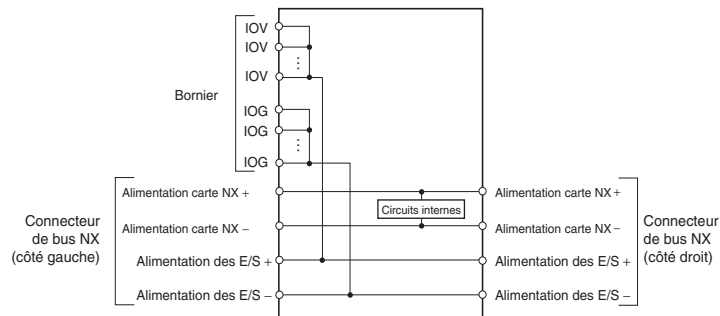 IOV
IOV
⋮
IOV
Bornier
IOG
IOG
⋮
IOG
Alimentation carte NX +
Alimentation carte NX −
Alimentation des E/S +
Alimentation des E/S −
Connecteur
de bus NX
(côté gauche)
Circuits internes
Alimentation carte NX +
Alimentation carte NX −
Alimentation des E/S +
Alimentation des E/S −
Connecteur
de bus NX
(côté droit)